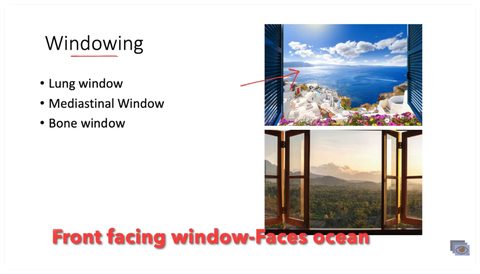 Windowing
• Lung window
• Mediastinal Window
• Bone window
Front facing window-Faces ocean